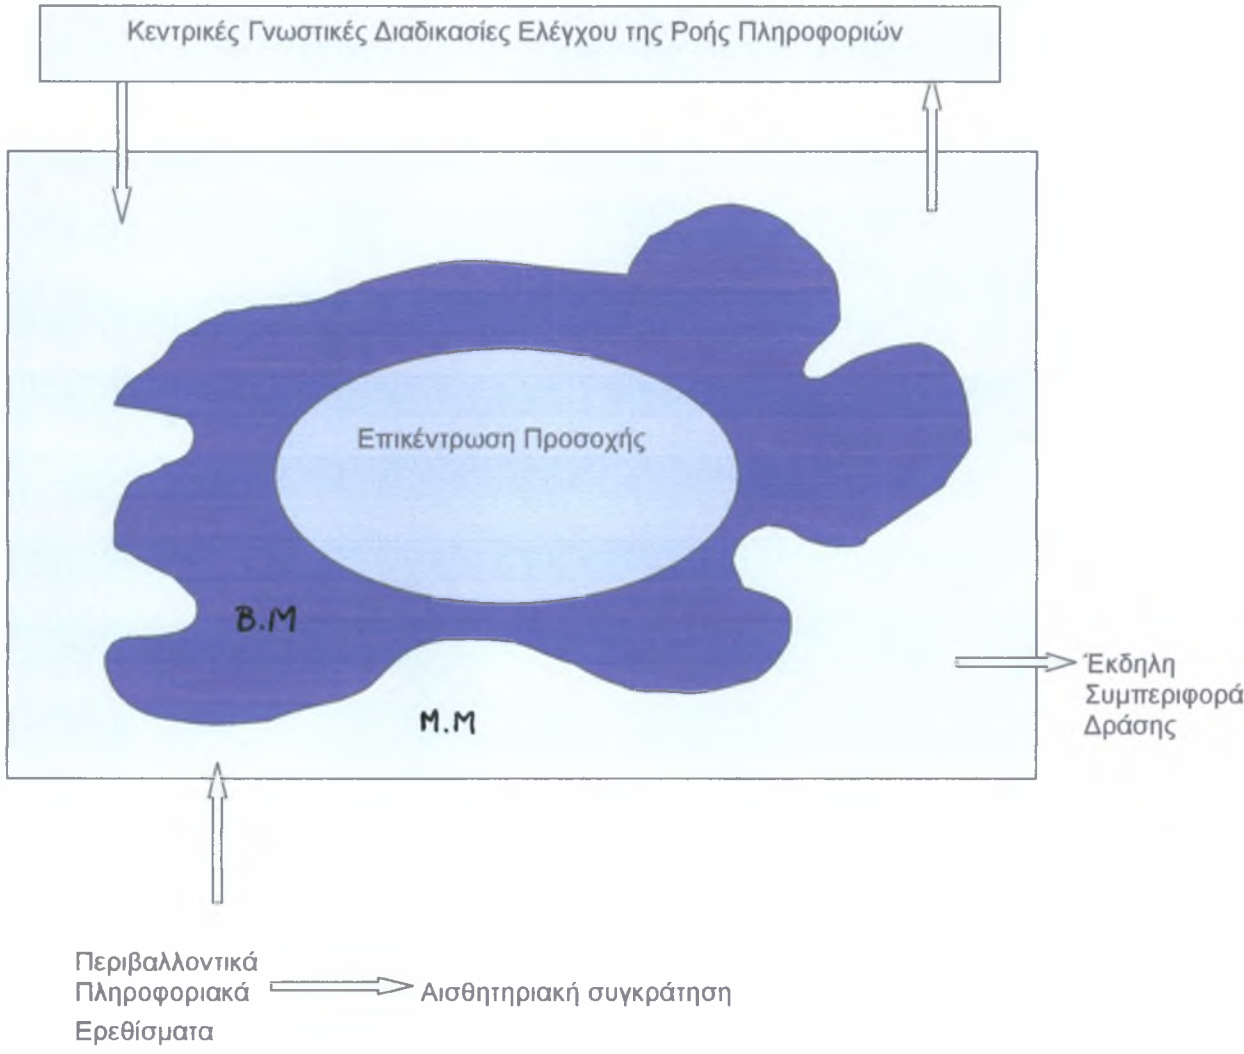 Κεντρικές Γνωστικές Διαδικασίες Ελέγχου της Ροής Πληροφοριών
Επικέντρωση Προσοχής
Β.Μ
Μ.Μ
Έκδηλη
Συμπεριφορά
Δράσης
Περιβαλλοντικά
Πληροφοριακά
Ερεθίσματα
Αισθητηριακή συγκράτηση